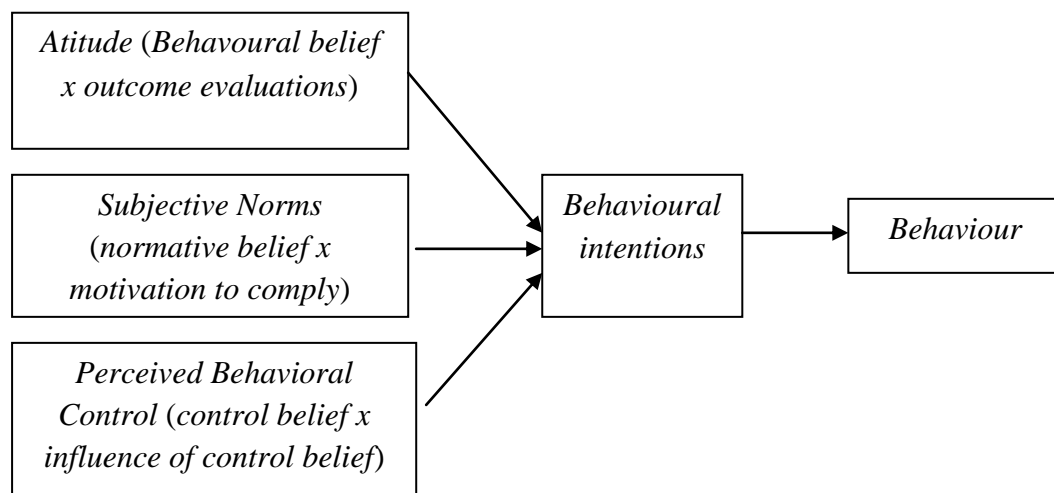 Atitude (Behavoural belief
x outcome evaluations)
Subjective Norms
(normative belief x
motivation to comply)
Perceived Behavioral
Control (control belief x
influence of control belief)
Behavioural
intentions
Behaviour